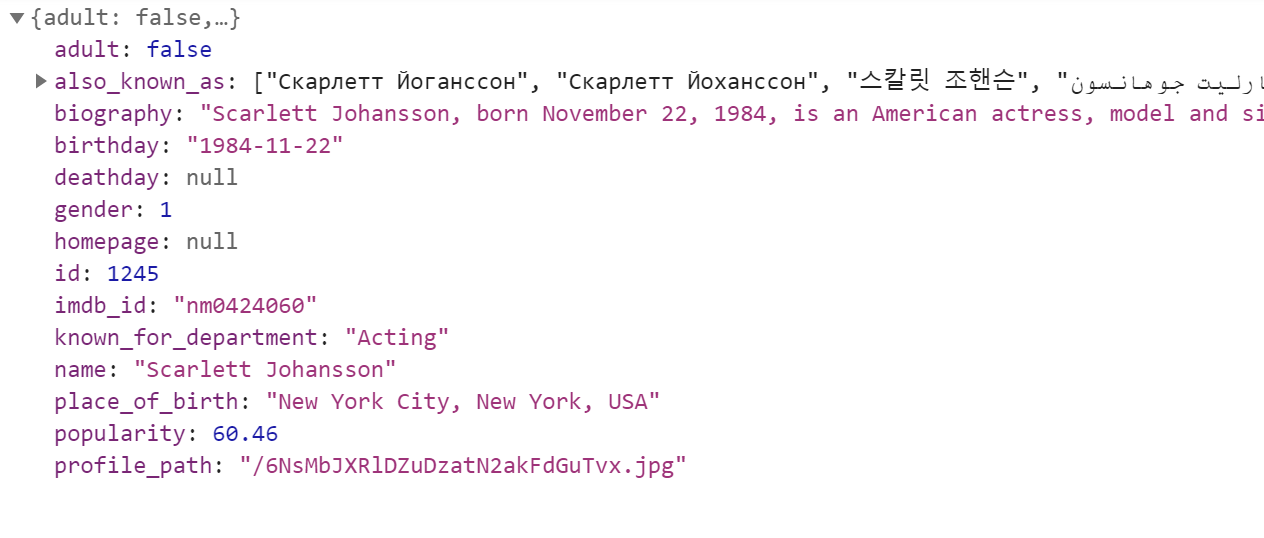 {adult: false,…}
adult: false
also_known_as: ["Скарлетт Йоганссон", "Скарлетт Йоханссон", "스칼릿 조핸슨", "ارليت جوهانسون
biography: "Scarlett Johansson, born November 22, 1984, is an American actress, model and si
birthday: "1984-11-22"
deathday: null
gender: 1
homepage: null
id: 1245
imdb_id: "nm0424060"
known_for_department: "Acting"
name: "Scarlett Johansson"
place_of_birth: "New York City, New York, USA"
popularity: 60.46
profile_path: "/6NsMbJXRlDZuDzatN2akFdGuTvx.jpg"